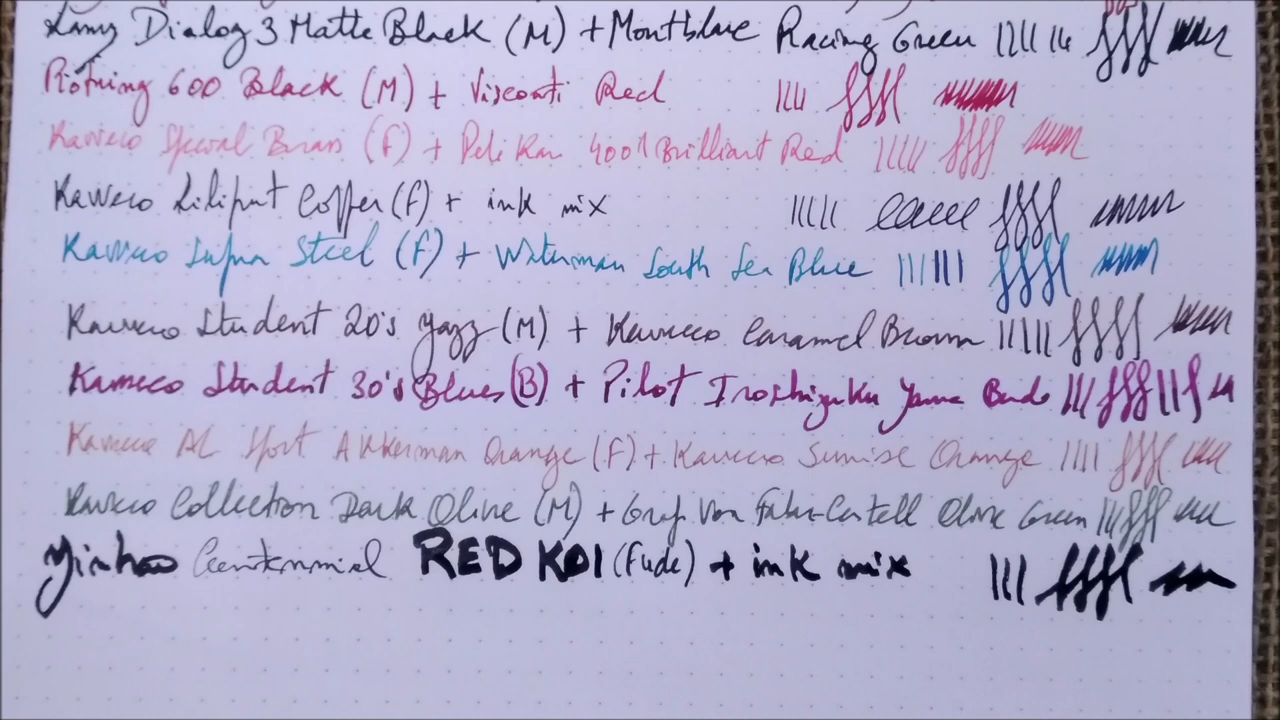 Lamy Dialog 3 Matte Black (M) + Montblanc Racing Green
Rotring 600 Black (M) + Visconti Red
Kaweco Special Brass (F) + Pelikan 4001 Brilliant Red
Kaweco Liliput Copper (F) + ink mix
Kaweco Supra Steel (F) + Waterman South Sea Blue
Kaweco Student 20's Jazz (M) + Kaweco Caramel Brown
Kaweco Student 30's Blues (B) + Pilot Iroshizuku Yama Budo
Kaweco AL Sport Akkerman Orange (F) + Kaweco Sunrise Orange
Kaweco Collection Dark Olive (M) + Graf Von Faber-Castell Olive Green
Yinhao Centennial RED KOI (Fude) + ink mix